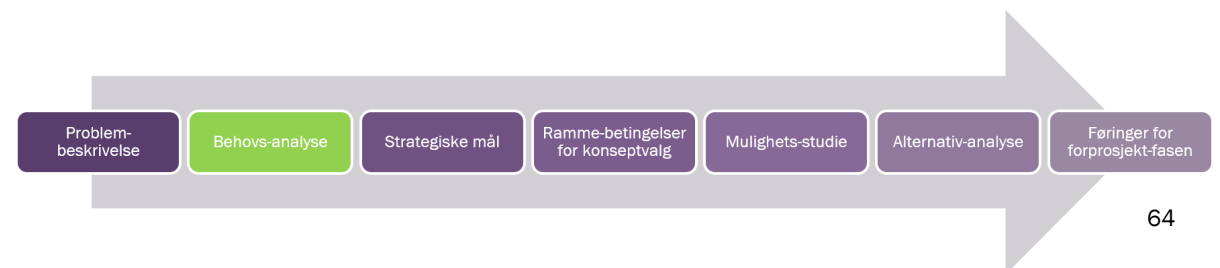 Problem-
beskrivelse
Behovs-analyse
Strategiske mål
Ramme-betingelser
for konseptvalg
Mulighets-studie
Alternativ-analyse
Føringer for
forprosjekt-fasen
64